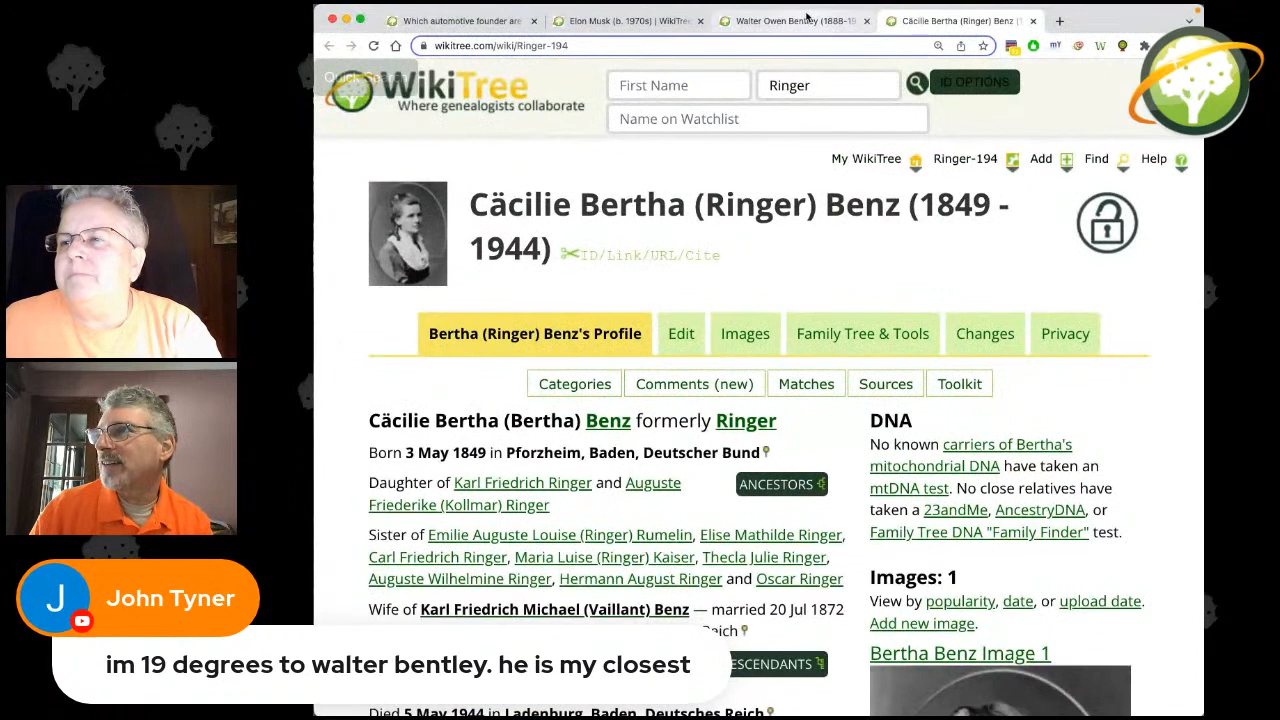 Which automotive founder are
Elon Musk (b. 1970s) | WikiTre
Walter Owen Bentley (1888-19
Cäcilie Bertha (Ringer) Benz (1
wikitree.com/wiki/Ringer-194
Quick Search
WikiTree
Where genealogists collaborate
First Name
Ringer
ID OPTIONS
Name on Watchlist
My WikiTree Ringer-194 Add Find Help
Cäcilie Bertha (Ringer) Benz (1849 -
1944) ID/Link/URL/Cite
Bertha (Ringer) Benz's Profile Edit Images Family Tree & Tools Changes Privacy
Categories Comments (new) Matches Sources Toolkit
Cäcilie Bertha (Bertha) Benz formerly Ringer
Born 3 May 1849 in Pforzheim, Baden, Deutscher Bund
Daughter of Karl Friedrich Ringer and Auguste
Friederike (Kollmar) Ringer
ANCESTORS
Sister of Emilie Auguste Louise (Ringer) Rumelin, Elise Mathilde Ringer,
Carl Friedrich Ringer, Maria Luise (Ringer) Kaiser, Thecla Julie Ringer,
Auguste Wilhelmine Ringer, Hermann August Ringer and Oscar Ringer
Wife of Karl Friedrich Michael (Vaillant) Benz — married 20 Jul 1872
Reich
ESCENDANTS
Died 5 May 1944 in Ladenburg, Baden, Deutsches Reich
DNA
No known carriers of Bertha's
mitochondrial DNA have taken an
mtDNA test. No close relatives have
taken a 23andMe, AncestryDNA, or
Family Tree DNA "Family Finder" test.
Images: 1
View by popularity, date, or upload date.
Add new image.
Bertha Benz Image 1
J
John Tyner
im 19 degrees to walter bentley. he is my closest